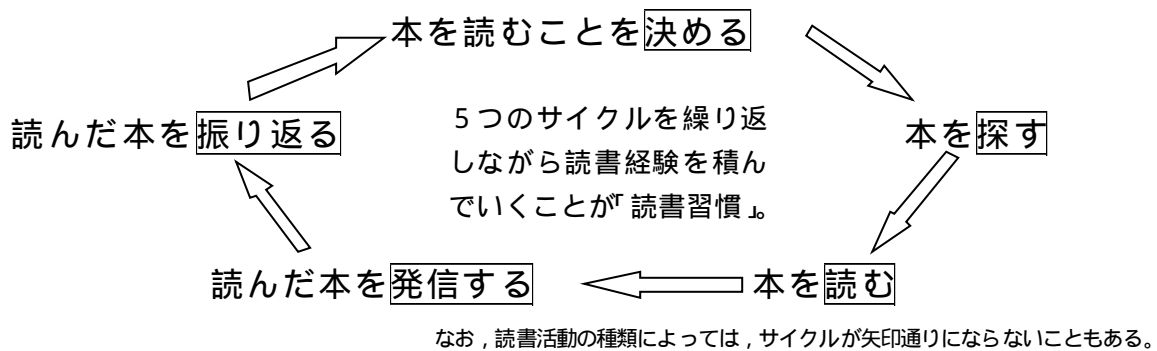 本を読むことを決める
読んだ本を振り返る
5つのサイクルを繰り返
しながら読書経験を積ん
でいくことが「読書習慣」。
本を探す
読んだ本を発信する
本を読む
なお，読書活動の種類によっては，サイクルが矢印通りにならないこともある。